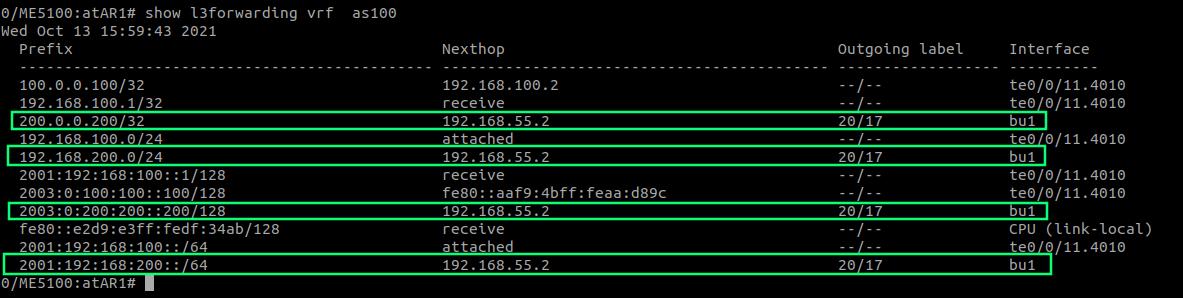 0/ME5100:atAR1# show l3forwarding vrf  as100
Wed Oct 13 15:59:43 2021
  Prefix                                         Nexthop                                     Outgoing label     Interface
  ---------------------------------------------- ------------------------------------------- ------------------ ----------
  100.0.0.100/32                                 192.168.100.2                               --/--              te0/0/11.4010
  192.168.100.1/32                               receive                                     --/--              te0/0/11.4010
  200.0.0.200/32                                 192.168.55.2                                20/17              bu1
  192.168.100.0/24                               attached                                    --/--              te0/0/11.4010
  192.168.200.0/24                               192.168.55.2                                20/17              bu1
  2001:192:168:100::1/128                        receive                                     --/--              te0/0/11.4010
  2003:0:100:100::100/128                        fe80::aaf9:4bff:feaa:d89c                   --/--              te0/0/11.4010
  2003:0:200:200::200/128                        192.168.55.2                                20/17              bu1
  fe80::e2d9:e3ff:fedf:34ab/128                  receive                                     --/--              CPU (link-local)
  2001:192:168:100::/64                          attached                                    --/--              te0/0/11.4010
  2001:192:168:200::/64                          192.168.55.2                                20/17              bu1
0/ME5100:atAR1#